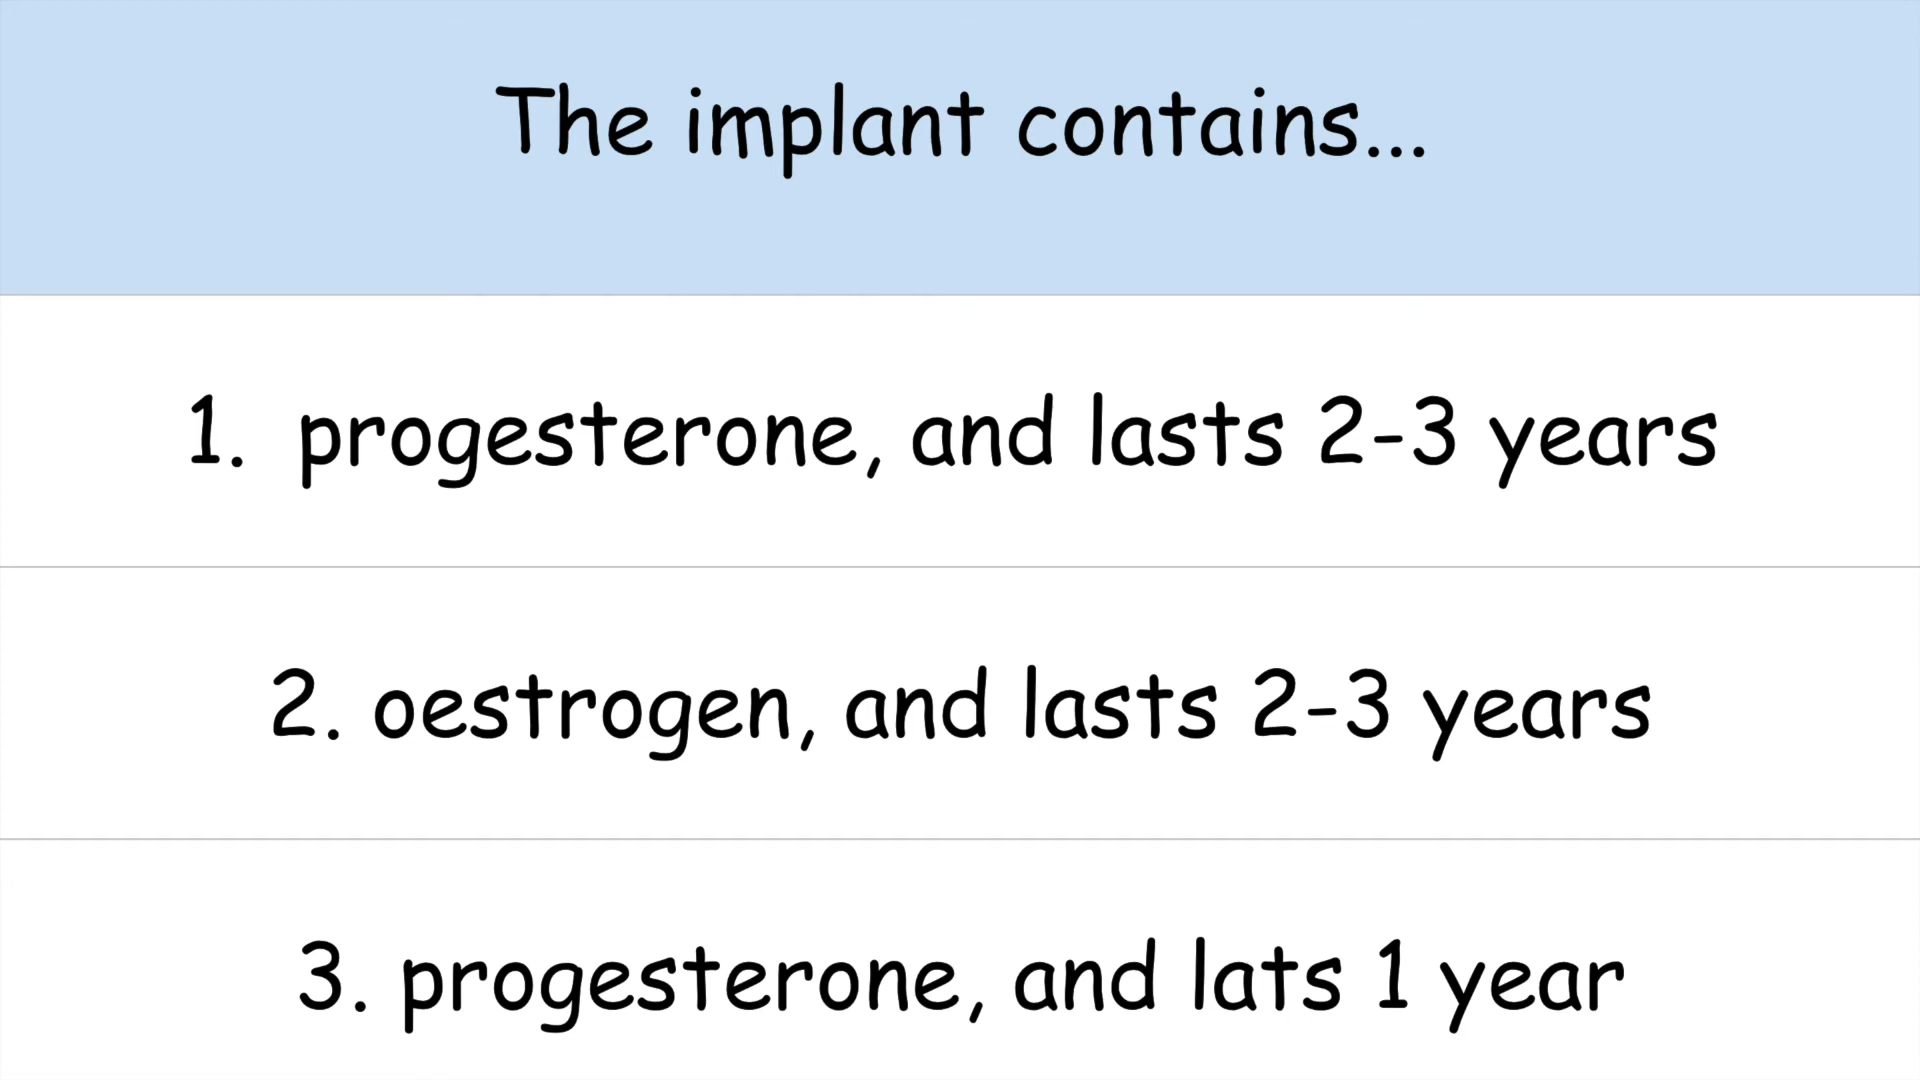 The implant contains...
1. progesterone, and lasts 2-3 years
2. oestrogen, and lasts 2-3 years
3. progesterone, and lats 1 year